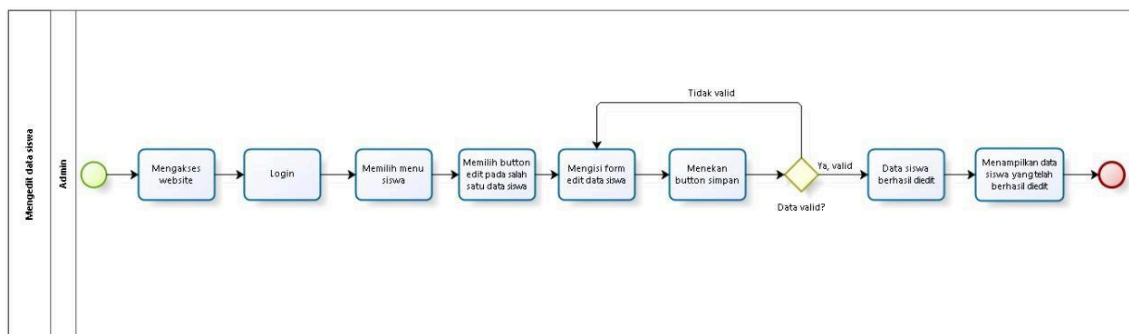 Mengedit data siswa
Admin
Mengakses
website
Login
Memilih menu
siswa
Memilih button
edit pada salah
satu data siswa
Mengisi form
edit data siswa
Menekan
button simpan
Tidak valid
Data valid?
Ya, valid
Data siswa
berhasil diedit
Menampilkan data
siswa yang telah
berhasil diedit